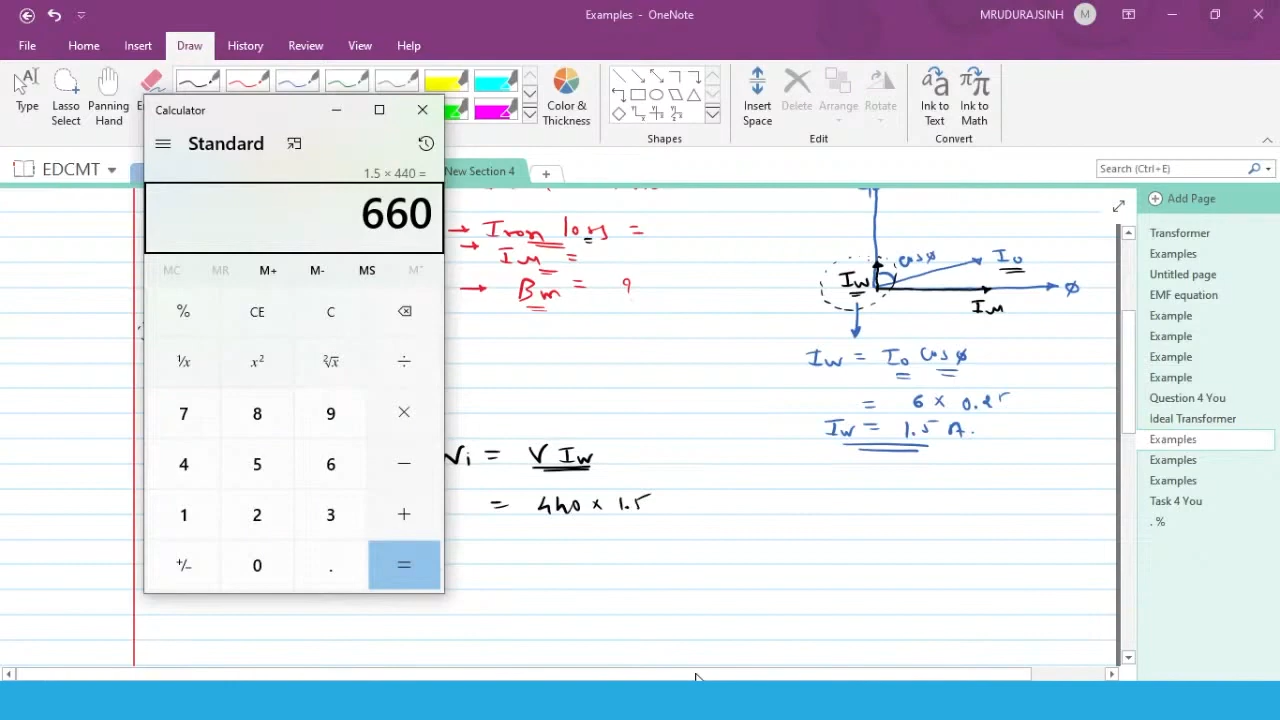 Examples - OneNote
MRUDURAJSINH M
File Home Insert Draw History Review View Help
Type
Lasso Select
Panning Hand
Color & Thickness
Shapes
Insert Space
Delete
Arrange
Rotate
Edit
Ink to Text
Ink to Math
Convert
EDCMT
New Section 4
Search (Ctrl+E)
Calculator
Standard
1.5 × 440 =
660
MC MR M+ M- MS
% CE C
¹/x x² ²√x ÷
7 8 9 ×
4 5 6 −
1 2 3 +
+/− 0 . =
→ Iron loss =
→ Iμ =
→ Bm = ?
Wi = V Iw
= 440 × 1.5
cosφ
I₀
Iw
φ
Iμ
Iw = I₀ cosφ
= 6 × 0.25
Iw = 1.5 A.
Add Page
Transformer
Examples
Untitled page
EMF equation
Example
Example
Example
Example
Question 4 You
Ideal Transformer
Examples
Examples
Examples
Task 4 You
. %